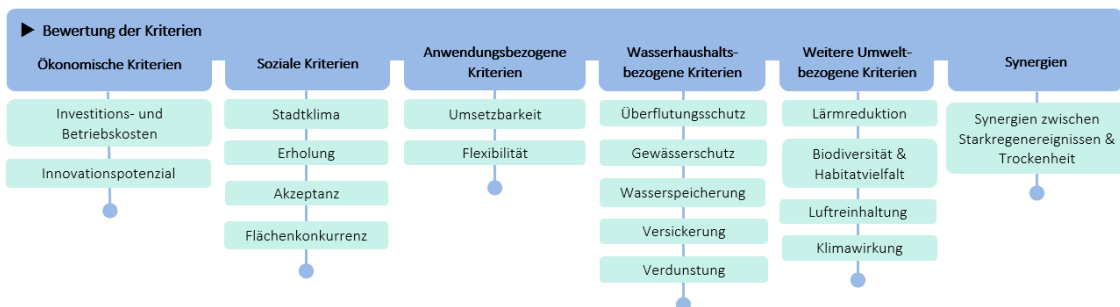 ▶ Bewertung der Kriterien
Ökonomische Kriterien
Investitions- und
Betriebskosten
Innovationspotenzial
Soziale Kriterien
Stadtklima
Erholung
Akzeptanz
Flächenkonkurrenz
Anwendungsbezogene
Kriterien
Umsetzbarkeit
Flexibilität
Wasserhaushalts-
bezogene Kriterien
Überflutungsschutz
Gewässerschutz
Wasserspeicherung
Versickerung
Verdunstung
Weitere Umwelt-
bezogene Kriterien
Lärmreduktion
Biodiversität &
Habitatvielfalt
Luftreinhaltung
Klimawirkung
Synergien
Synergien zwischen
Starkregenereignissen &
Trockenheit